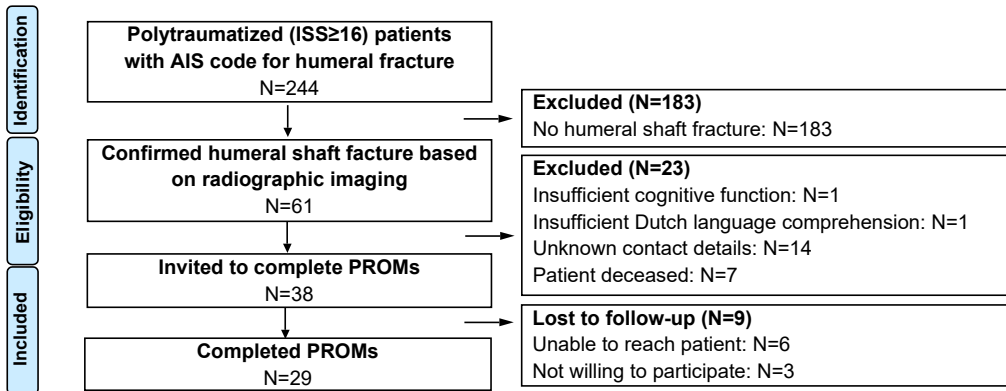 Identification
Polytraumatized (ISS≥16) patients
with AIS code for humeral fracture
N=244
Excluded (N=183)
No humeral shaft fracture: N=183
Eligibility
Confirmed humeral shaft facture based
on radiographic imaging
N=61
Excluded (N=23)
Insufficient cognitive function: N=1
Insufficient Dutch language comprehension: N=1
Unknown contact details: N=14
Patient deceased: N=7
Invited to complete PROMs
N=38
Included
Lost to follow-up (N=9)
Unable to reach patient: N=6
Not willing to participate: N=3
Completed PROMs
N=29